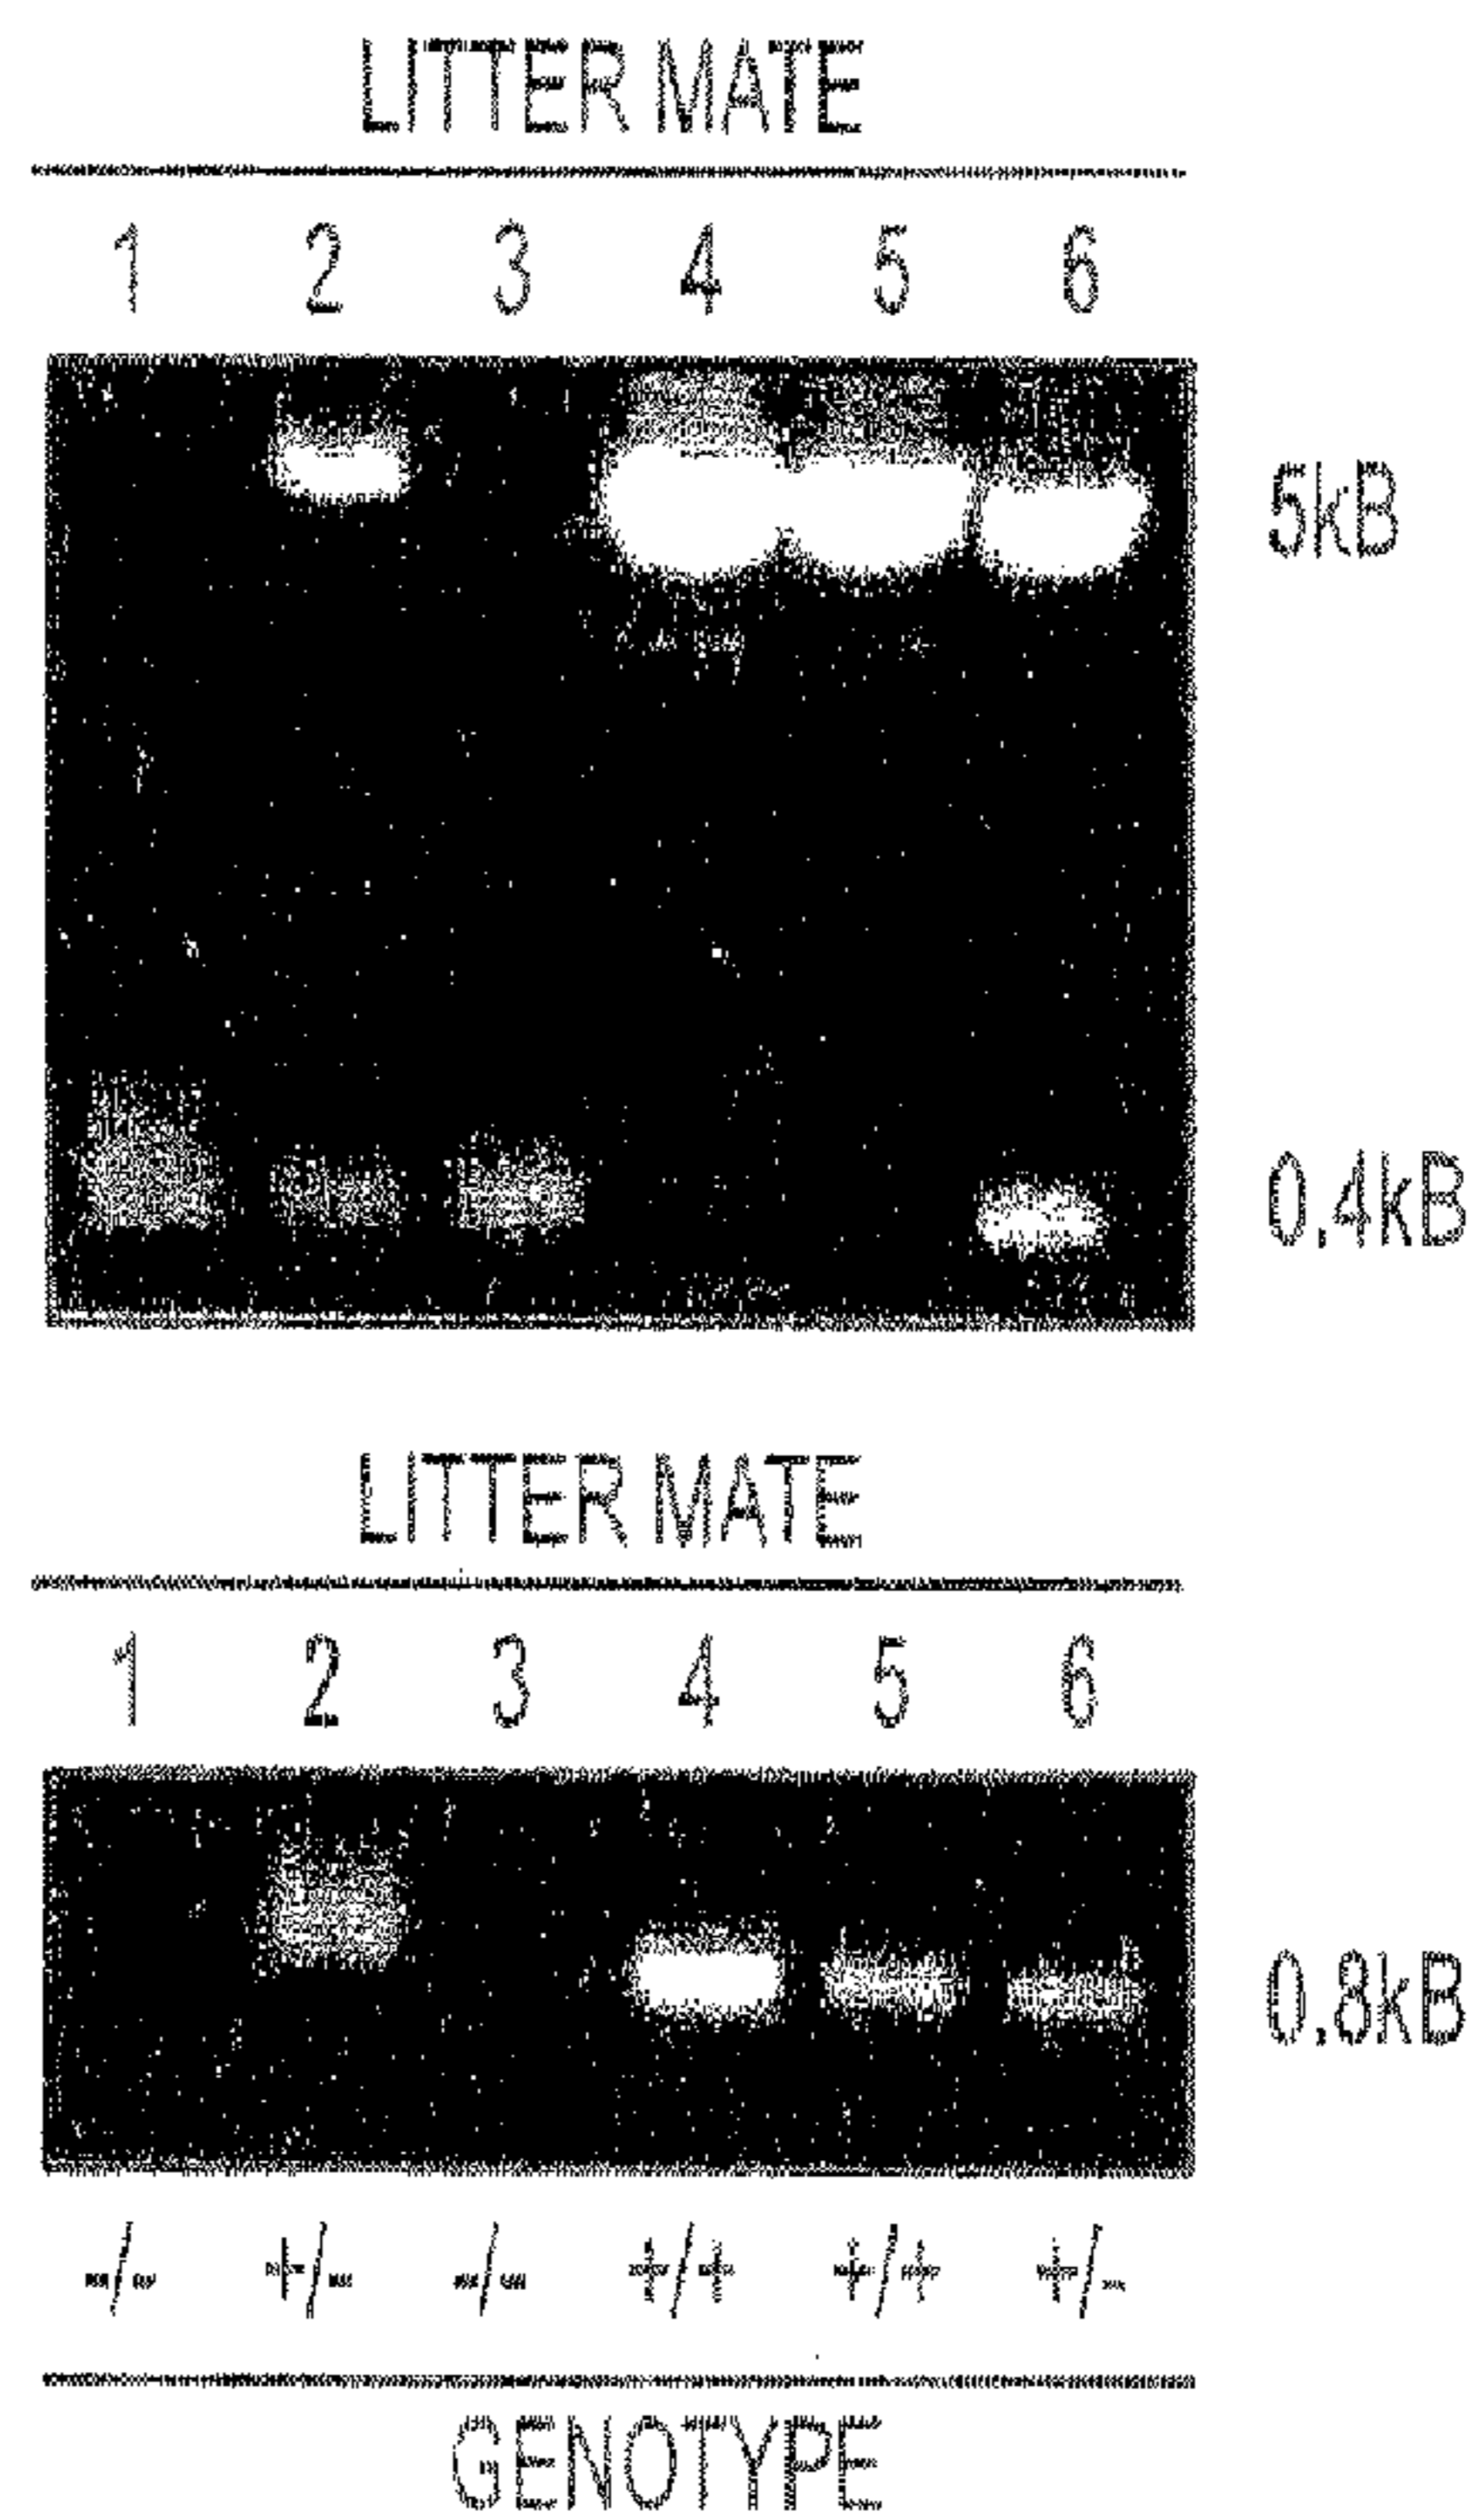 LITTER MATE
1 2 3 4 5 6
5kB
0.4kB
LITTER MATE
1 2 3 4 5 6
0.8kB
-/- +/- -/- +/+ +/+ +/-
GENOTYPE